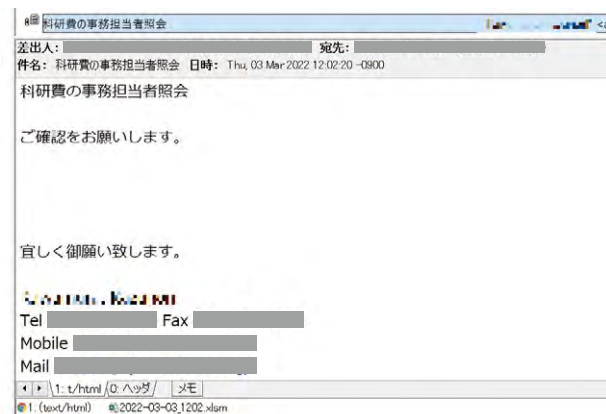 科研費の事務担当者照会
差出人: 宛先:
件名: 科研費の事務担当者照会 日時: Thu, 03 Mar 2022 12:02:20 -0900
科研費の事務担当者照会
ご確認をお願いします。
宜しく御願い致します。
Tel Fax
Mobile
Mail
1: t/html 0: ヘッダ メモ
1. (text/html) 2022-03-03_1202.xlsm